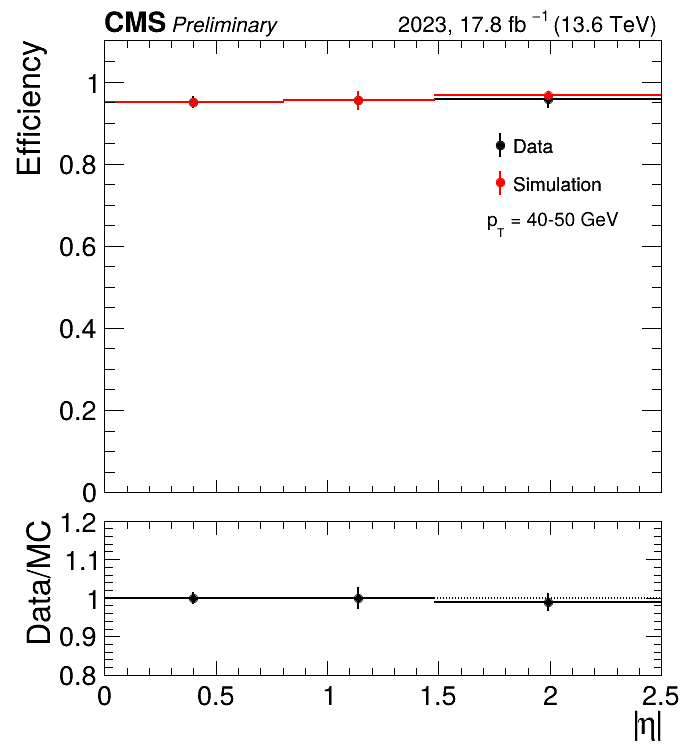 CMS Preliminary 2023, 17.8 fb⁻¹ (13.6 TeV)
Efficiency
1
0.8
0.6
0.4
0.2
0
Data
Simulation
p_T = 40-50 GeV
Data/MC
1.2
1.1
1
0.9
0.8
0 0.5 1 1.5 2 2.5
|η|